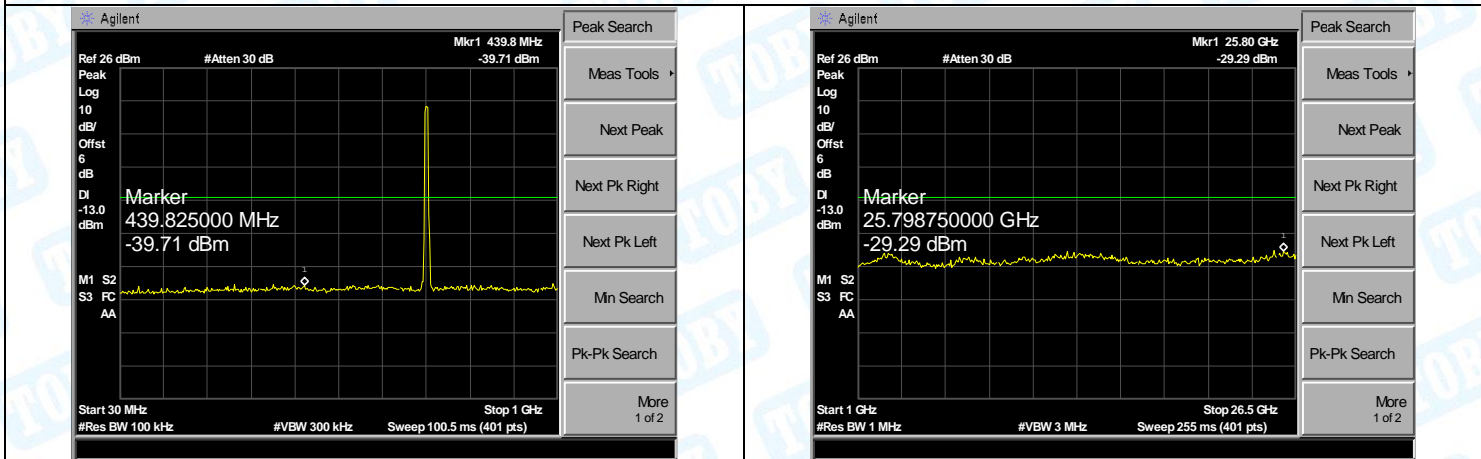 Agilent
Mkr1 439.8 MHz
Ref 26 dBm #Atten 30 dB -39.71 dBm
Peak
Log
10
dB/
Offst
6
dB
DI
-13.0
dBm
Marker
439.825000 MHz
-39.71 dBm
1
M1 S2
S3 FC
AA
Start 30 MHz Stop 1 GHz
#Res BW 100 kHz #VBW 300 kHz Sweep 100.5 ms (401 pts)
Peak Search
Meas Tools
Next Peak
Next Pk Right
Next Pk Left
Min Search
Pk-Pk Search
More
1 of 2
Agilent
Mkr1 25.80 GHz
Ref 26 dBm #Atten 30 dB -29.29 dBm
Peak
Log
10
dB/
Offst
6
dB
DI
-13.0
dBm
Marker
25.798750000 GHz
-29.29 dBm
1
M1 S2
S3 FC
AA
Start 1 GHz Stop 26.5 GHz
#Res BW 1 MHz #VBW 3 MHz Sweep 255 ms (401 pts)
Peak Search
Meas Tools
Next Peak
Next Pk Right
Next Pk Left
Min Search
Pk-Pk Search
More
1 of 2
TOBY